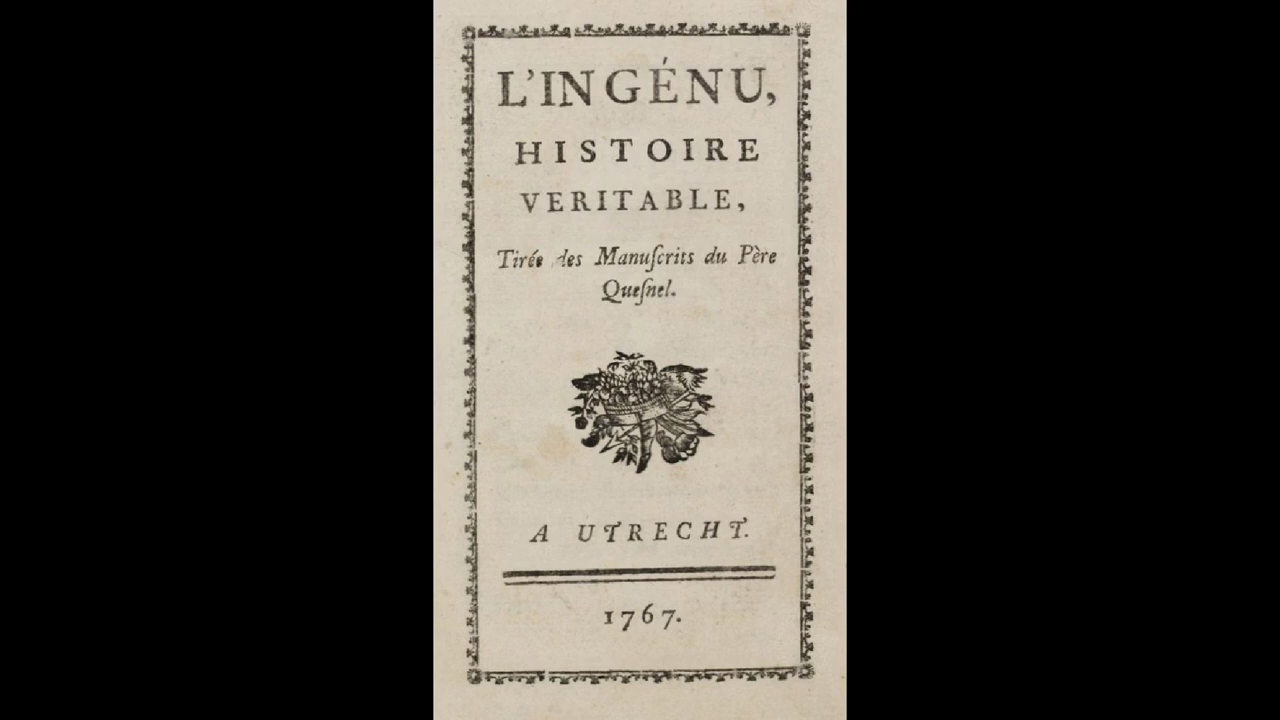 L'INGÉNU,
HISTOIRE
VERITABLE,
Tirée des Manuſcrits du Père
Queſnel.
A UTRECHT.
1767.